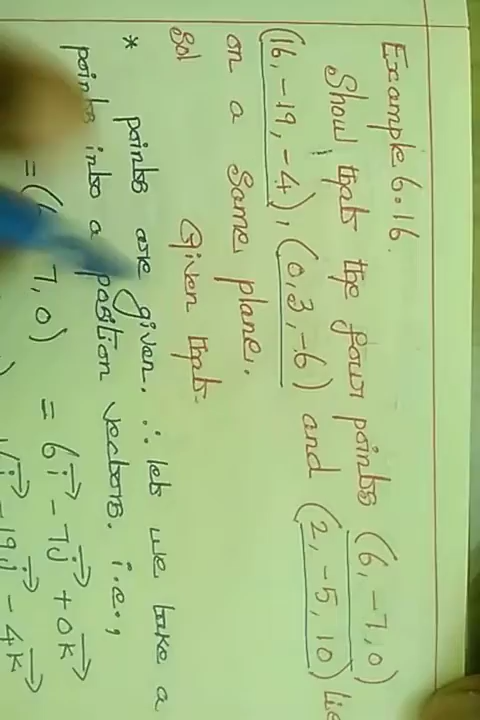 Example 6.16.
Show that the four points (6, -7, 0)
(16, -19, -4), (0, 3, -6) and (2, -5, 10) lie
on a same plane.
Sol
Given that.
* points are given. ∴ let we take a
points into a position vectors. i.e.,
7, 0) = 6i⃗ - 7j⃗ + 0k⃗
- 19j⃗ - 4k⃗